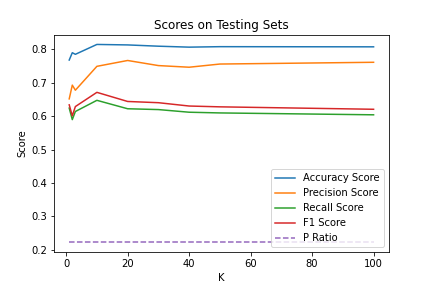 Scores on Testing Sets
Score
0.8
0.7
0.6
0.5
0.4
0.3
0.2
Accuracy Score
Precision Score
Recall Score
F1 Score
P Ratio
0 20 40 60 80 100
K